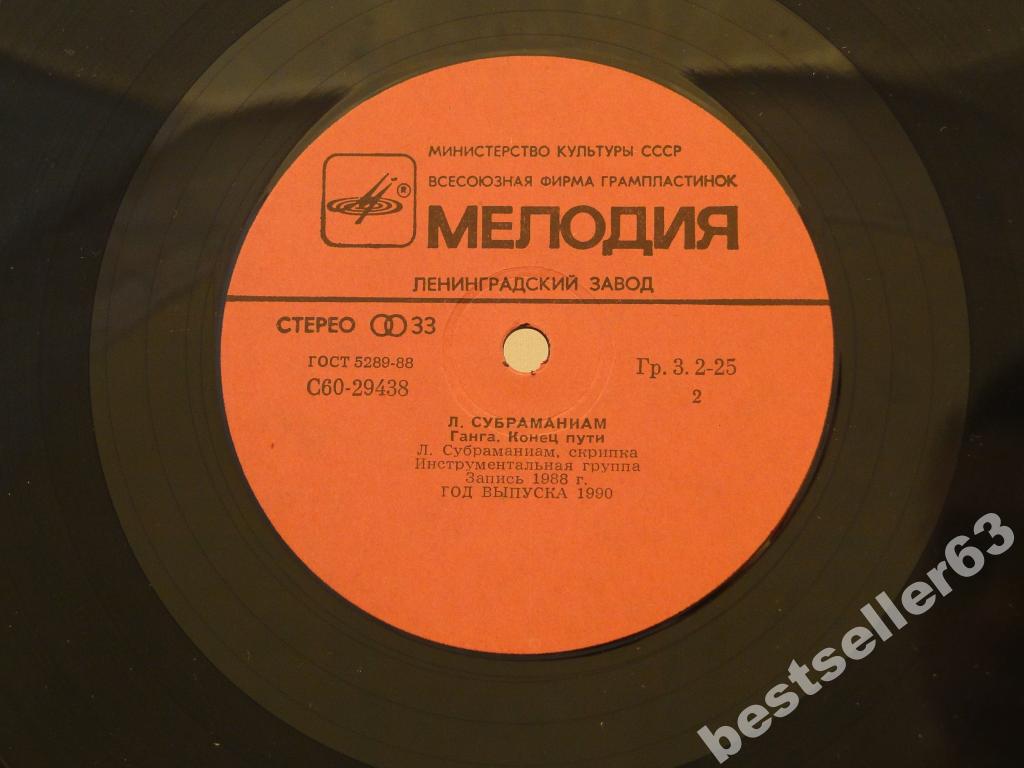 МИНИСТЕРСТВО КУЛЬТУРЫ СССР
ВСЕСОЮЗНАЯ ФИРМА ГРАМПЛАСТИНОК
®
МЕЛОДИЯ
ЛЕНИНГРАДСКИЙ ЗАВОД
СТЕРЕО 33
ГОСТ 5289-88
С60-29438
Гр. 3. 2-25
2
Л. СУБРАМАНИАМ
Ганга. Конец пути
Л. Субраманиам, скрипка
Инструментальная группа
Запись 1988 г.
ГОД ВЫПУСКА 1990
bestseller63